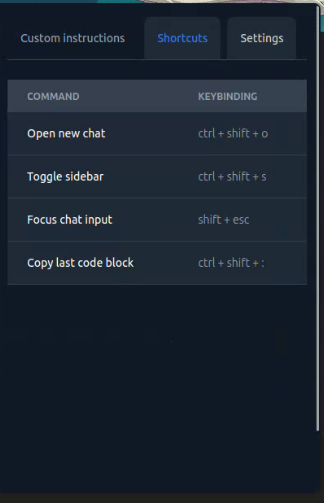 Custom instructions Shortcuts Settings
COMMAND KEYBINDING
Open new chat ctrl + shift + o
Toggle sidebar ctrl + shift + s
Focus chat input shift + esc
Copy last code block ctrl + shift + :